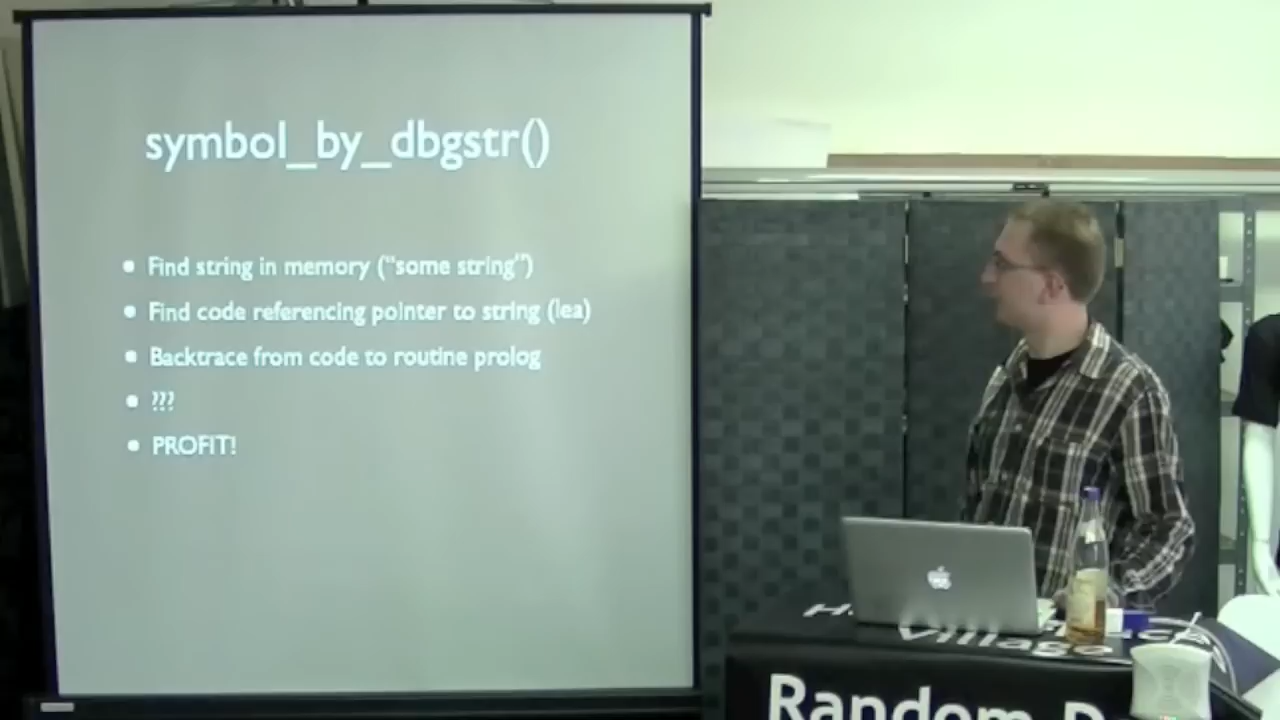 symbol_by_dbgstr()
Find string in memory ("some string")
Find code referencing pointer to string (lea)
Backtrace from code to routine prolog
???
PROFIT!
Village
Random D